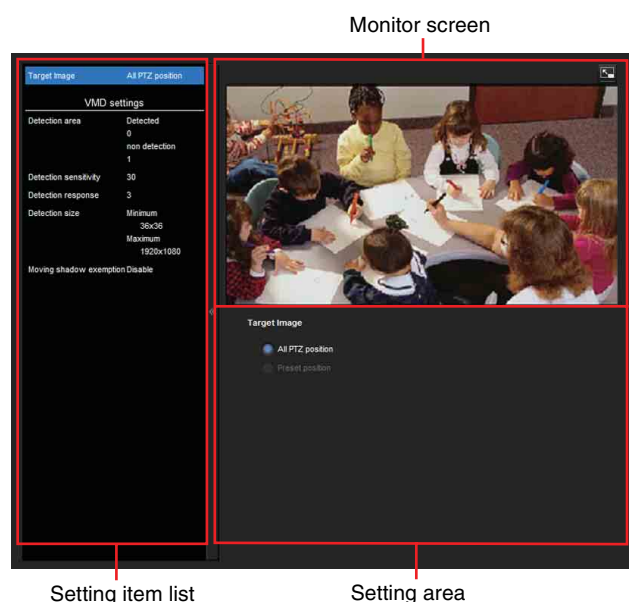 Monitor screen
Target Image All PTZ position
VMD settings
Detection area Detected
0
non detection
1
Detection sensitivity 30
Detection response 3
Detection size Minimum
36x36
Maximum
1920x1080
Moving shadow exemption Disable
Target Image
All PTZ position
Preset position
Setting item list
Setting area